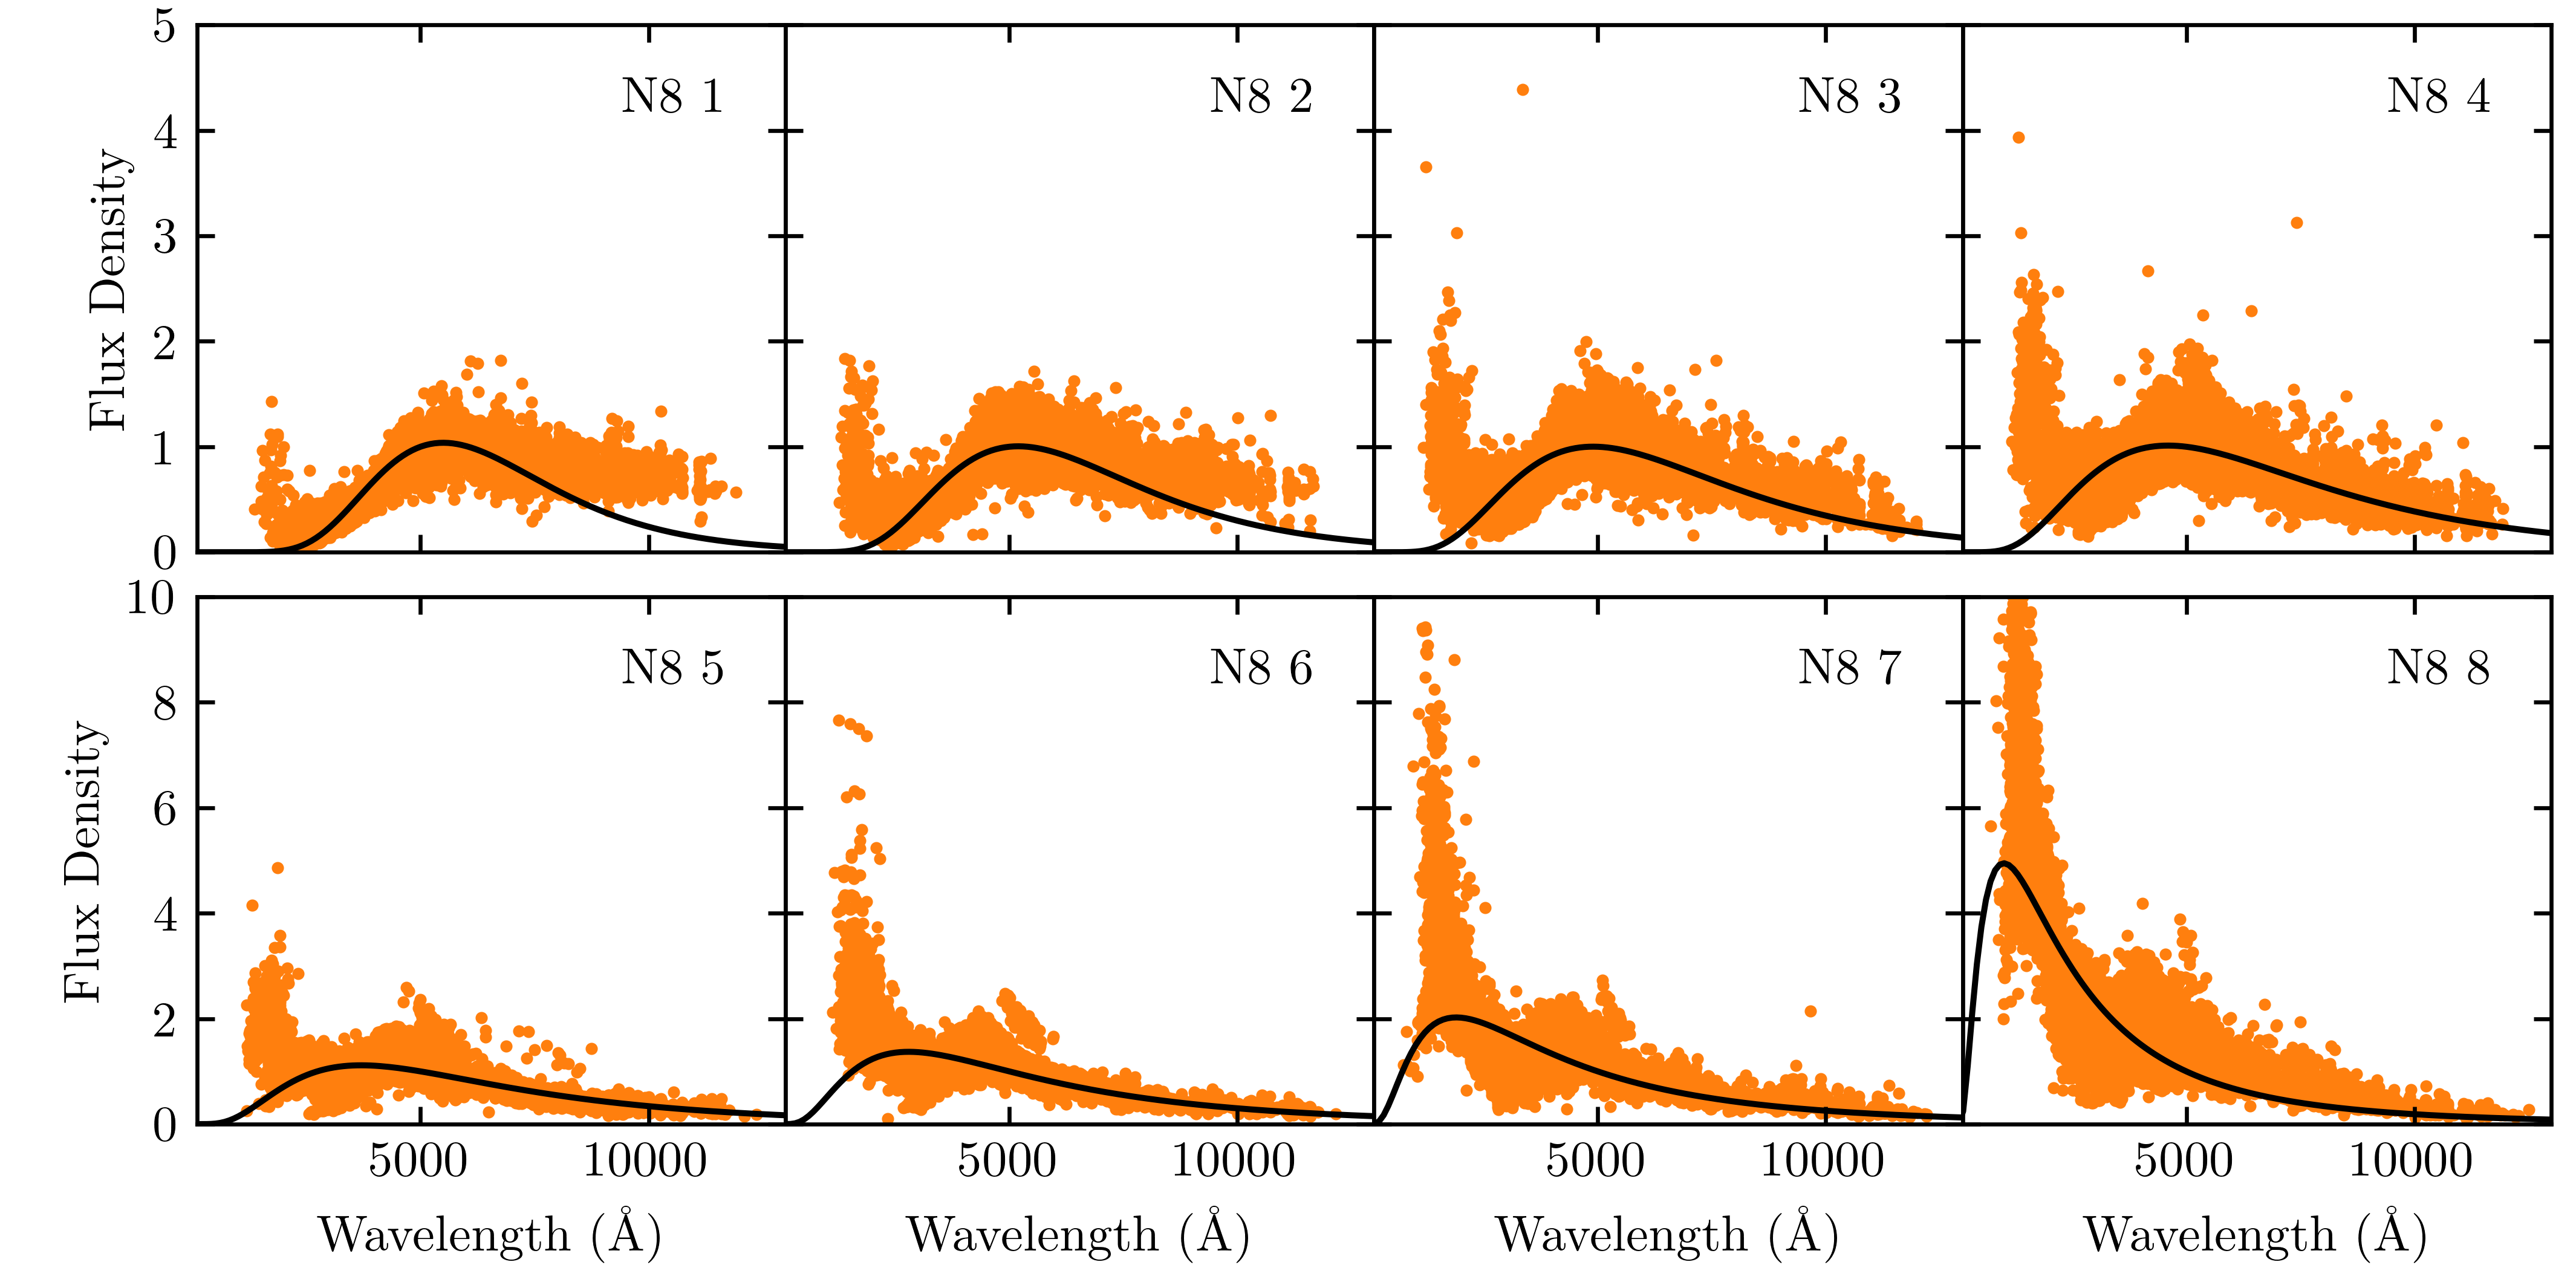 5
4
3
2
1
0
Flux Density
N8 1
N8 2
N8 3
N8 4
10
8
6
4
2
0
Flux Density
N8 5
N8 6
N8 7
N8 8
5000 10000 5000 10000 5000 10000 5000 10000
Wavelength (Å) Wavelength (Å) Wavelength (Å) Wavelength (Å)